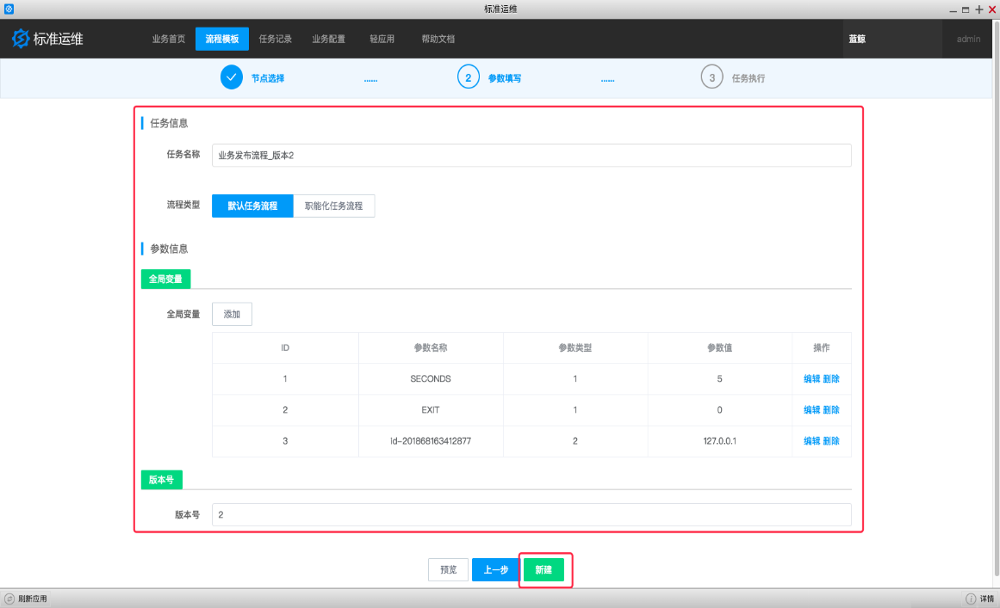 标准运维
标准运维 业务首页 流程模板 任务记录 业务配置 轻应用 帮助文档 蓝鲸 admin
节点选择 ...... 2 参数填写 ...... 3 任务执行
任务信息
任务名称 业务发布流程_版本2
流程类型 默认任务流程 职能化任务流程
参数信息
全局变量
全局变量 添加
ID 参数名称 参数类型 参数值 操作
1 SECONDS 1 5 编辑 删除
2 EXIT 1 0 编辑 删除
3 ld-201868163412877 2 127.0.0.1 编辑 删除
版本号
版本号 2
预览 上一步 新建
刷新应用 详情